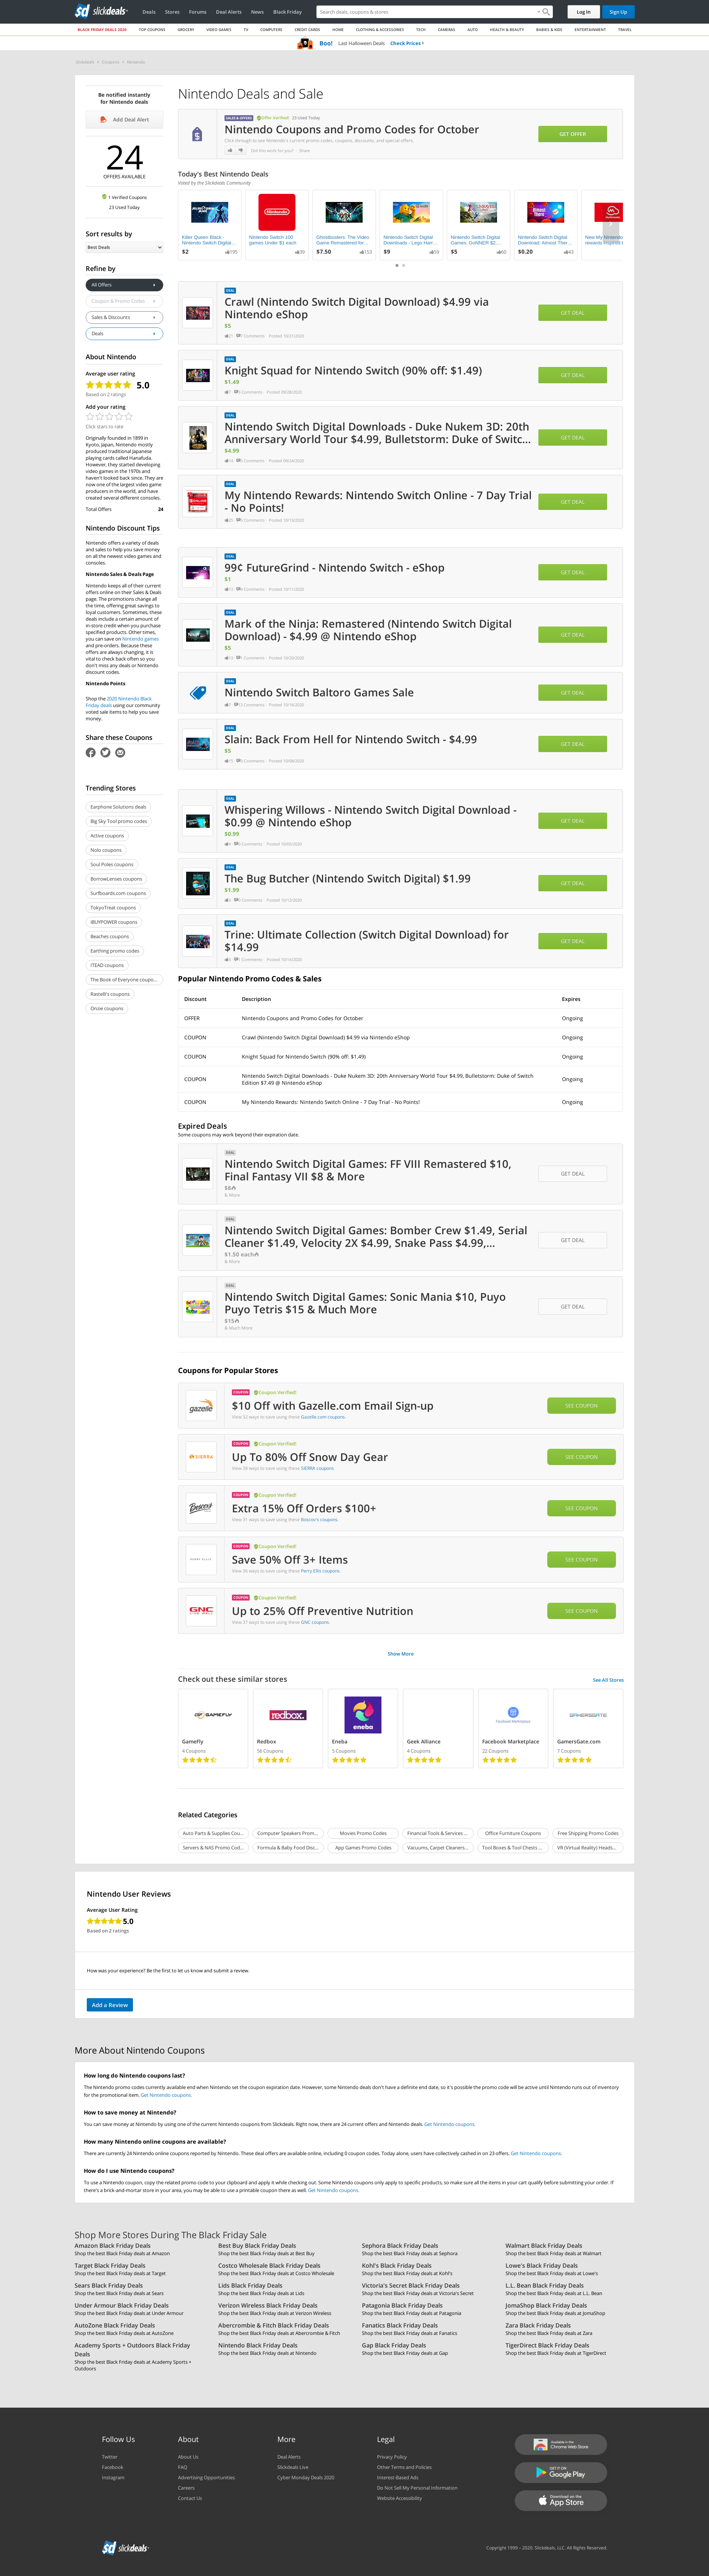 slickdeals
Deals Stores Forums Deal Alerts News Black Friday
Search deals, coupons & stores
Log In
Sign Up
BLACK FRIDAY DEALS 2020 TOP COUPONS GROCERY VIDEO GAMES TV COMPUTERS CREDIT CARDS HOME CLOTHING & ACCESSORIES TECH CAMERAS AUTO HEALTH & BEAUTY BABIES & KIDS ENTERTAINMENT TRAVEL
Boo! Last Halloween Deals Check Prices
Slickdeals > Coupons > Nintendo
Be notified instantly
for Nintendo deals
Add Deal Alert
24
OFFERS AVAILABLE
1 Verified Coupons
23 Used Today
Sort results by
Best Deals
Refine by
All Offers
Coupon & Promo Codes
Sales & Discounts
Deals
About Nintendo
Average user rating
5.0
Based on 2 ratings
Add your rating
Click stars to rate
Originally founded in 1899 in
Kyoto, Japan, Nintendo mostly
produced traditional Japanese
playing cards called Hanafuda.
However, they started developing
video games in the 1970s and
haven't looked back since. They are
now one of the largest video game
producers in the world, and have
created several different consoles.
Total Offers 24
Nintendo Discount Tips
Nintendo offers a variety of deals
and sales to help you save money
on all the newest video games and
consoles.
Nintendo Sales & Deals Page
Nintendo keeps all of their current
offers online on their Sales & Deals
page. The promotions change all
the time, offering great savings to
loyal customers. Sometimes, these
deals include a certain amount of
in-store credit when you purchase
specified products. Other times,
you can save on Nintendo games
and pre-orders. Because these
offers are always changing, it is
vital to check back often so you
don't miss any deals or Nintendo
discount codes.
Nintendo Points
Shop the 2020 Nintendo Black
Friday deals using our community
voted sale items to help you save
money.
Share these Coupons
Trending Stores
Earphone Solutions deals
Big Sky Tool promo codes
Active coupons
Nolo coupons
Soul Poles coupons
BorrowLenses coupons
Surfboards.com coupons
TokyoTreat coupons
iBUYPOWER coupons
Beaches coupons
Earthing promo codes
ITEAD coupons
The Book of Everyone coupo...
Rastelli's coupons
Onzie coupons
Nintendo Deals and Sale
SALES & OFFERS Offer Verified! 23 Used Today
Nintendo Coupons and Promo Codes for October
Click through to see Nintendo's current promo codes, coupons, discounts, and special offers.
Did this work for you? Share
GET OFFER
Today's Best Nintendo Deals
Voted by the Slickdeals Community
Killer Queen Black -
Nintendo Switch Digital...
$2 195
Nintendo Switch 100
games Under $1 each
39
Ghostbusters: The Video
Game Remastered for...
$7.50 153
Nintendo Switch Digital
Downloads - Lego Harr...
$9 59
Nintendo Switch Digital
Games: GoNNER $2,...
$5 60
Nintendo Switch Digital
Download: Almost Ther...
$0.20 43
DEAL
Crawl (Nintendo Switch Digital Download) $4.99 via
Nintendo eShop
$5
GET DEAL
DEAL
Knight Squad for Nintendo Switch (90% off: $1.49)
$1.49
GET DEAL
DEAL
Nintendo Switch Digital Downloads - Duke Nukem 3D: 20th
Anniversary World Tour $4.99, Bulletstorm: Duke of Switc...
$4.99
GET DEAL
DEAL
My Nintendo Rewards: Nintendo Switch Online - 7 Day Trial
- No Points!
GET DEAL
DEAL
99¢ FutureGrind - Nintendo Switch - eShop
$1
GET DEAL
DEAL
Mark of the Ninja: Remastered (Nintendo Switch Digital
Download) - $4.99 @ Nintendo eShop
$5
GET DEAL
DEAL
Nintendo Switch Baltoro Games Sale
GET DEAL
DEAL
Slain: Back From Hell for Nintendo Switch - $4.99
$5
GET DEAL
DEAL
Whispering Willows - Nintendo Switch Digital Download -
$0.99 @ Nintendo eShop
$0.99
GET DEAL
DEAL
The Bug Butcher (Nintendo Switch Digital) $1.99
$1.99
GET DEAL
DEAL
Trine: Ultimate Collection (Switch Digital Download) for
$14.99
GET DEAL
Popular Nintendo Promo Codes & Sales
Discount Description Expires
OFFER Nintendo Coupons and Promo Codes for October Ongoing
COUPON Crawl (Nintendo Switch Digital Download) $4.99 via Nintendo eShop Ongoing
COUPON Knight Squad for Nintendo Switch (90% off: $1.49) Ongoing
COUPON Nintendo Switch Digital Downloads - Duke Nukem 3D: 20th Anniversary World Tour $4.99, Bulletstorm: Duke of Switch
Edition $7.49 @ Nintendo eShop Ongoing
COUPON My Nintendo Rewards: Nintendo Switch Online - 7 Day Trial - No Points! Ongoing
Expired Deals
Some coupons may work beyond their expiration date.
DEAL
Nintendo Switch Digital Games: FF VIII Remastered $10,
Final Fantasy VII $8 & More
& More
GET DEAL
DEAL
Nintendo Switch Digital Games: Bomber Crew $1.49, Serial
Cleaner $1.49, Velocity 2X $4.99, Snake Pass $4.99,...
$1.50 each
& More
GET DEAL
DEAL
Nintendo Switch Digital Games: Sonic Mania $10, Puyo
Puyo Tetris $15 & Much More
$15
& Much More
GET DEAL
Coupons for Popular Stores
gazelle
COUPON Coupon Verified!
$10 Off with Gazelle.com Email Sign-up
View 32 ways to save using these Gazelle.com coupons.
SEE COUPON
SIERRA
COUPON Coupon Verified!
Up To 80% Off Snow Day Gear
View 38 ways to save using these SIERRA coupons.
SEE COUPON
Boscov's
COUPON Coupon Verified!
Extra 15% Off Orders $100+
View 51 ways to save using these Boscov's coupons.
SEE COUPON
PERRY ELLIS
COUPON Coupon Verified!
Save 50% Off 3+ Items
View 36 ways to save using these Perry Ellis coupons.
SEE COUPON
GNC
LIVE WELL
COUPON Coupon Verified!
Up to 25% Off Preventive Nutrition
View 37 ways to save using these GNC coupons.
SEE COUPON
Show More
Check out these similar stores
See All Stores
GAMEFLY
GameFly
4 Coupons
redbox.
Redbox
56 Coupons
eneba
Eneba
5 Coupons
Geek Alliance
4 Coupons
Facebook Marketplace
Facebook Marketplace
22 Coupons
GAMERSGATE
GamersGate.com
7 Coupons
Related Categories
Auto Parts & Supplies Cou... Computer Speakers Prom... Movies Promo Codes Financial Tools & Services ... Office Furniture Coupons Free Shipping Promo Codes
Servers & NAS Promo Cod... Formula & Baby Food Disc... App Games Promo Codes Vacuums, Carpet Cleaners... Tool Boxes & Tool Chests ... VR (Virtual Reality) Heads...
Nintendo User Reviews
Average User Rating
5.0
Based on 2 ratings
How was your experience? Be the first to let us know and submit a review.
Add a Review
More About Nintendo Coupons
How long do Nintendo coupons last?
The Nintendo promo codes currently available end when Nintendo set the coupon expiration date. However, some Nintendo deals don't have a definite end date, so it's possible the promo code will be active until Nintendo runs out of inventory
for the promotional item. Get Nintendo coupons.
How to save money at Nintendo?
You can save money at Nintendo by using one of the current Nintendo coupons from Slickdeals. Right now, there are 24 current offers and Nintendo deals. Get Nintendo coupons.
How many Nintendo online coupons are available?
There are currently 24 Nintendo online coupons reported by Nintendo. These deal offers are available online, including 0 coupon codes. Today alone, users have collectively cashed in on 23 offers. Get Nintendo coupons.
How do I use Nintendo coupons?
To use a Nintendo coupon, copy the related promo code to your clipboard and apply it while checking out. Some Nintendo coupons only apply to specific products, so make sure all the items in your cart qualify before submitting your order. If
there's a brick-and-mortar store in your area, you may be able to use a printable coupon there as well. Get Nintendo coupons.
Shop More Stores During The Black Friday Sale
Amazon Black Friday Deals
Shop the best Black Friday deals at Amazon
Target Black Friday Deals
Shop the best Black Friday deals at Target
Sears Black Friday Deals
Shop the best Black Friday deals at Sears
Under Armour Black Friday Deals
Shop the best Black Friday deals at Under Armour
AutoZone Black Friday Deals
Shop the best Black Friday deals at AutoZone
Academy Sports + Outdoors Black Friday
Deals
Shop the best Black Friday deals at Academy Sports +
Outdoors
Best Buy Black Friday Deals
Shop the best Black Friday deals at Best Buy
Costco Wholesale Black Friday Deals
Shop the best Black Friday deals at Costco Wholesale
Lids Black Friday Deals
Shop the best Black Friday deals at Lids
Verizon Wireless Black Friday Deals
Shop the best Black Friday deals at Verizon Wireless
Abercrombie & Fitch Black Friday Deals
Shop the best Black Friday deals at Abercrombie & Fitch
Nintendo Black Friday Deals
Shop the best Black Friday deals at Nintendo
Sephora Black Friday Deals
Shop the best Black Friday deals at Sephora
Kohl's Black Friday Deals
Shop the best Black Friday deals at Kohl's
Victoria's Secret Black Friday Deals
Shop the best Black Friday deals at Victoria's Secret
Patagonia Black Friday Deals
Shop the best Black Friday deals at Patagonia
Fanatics Black Friday Deals
Shop the best Black Friday deals at Fanatics
Gap Black Friday Deals
Shop the best Black Friday deals at Gap
Walmart Black Friday Deals
Shop the best Black Friday deals at Walmart
Lowe's Black Friday Deals
Shop the best Black Friday deals at Lowe's
L.L. Bean Black Friday Deals
Shop the best Black Friday deals at L.L. Bean
JomaShop Black Friday Deals
Shop the best Black Friday deals at JomaShop
Zara Black Friday Deals
Shop the best Black Friday deals at Zara
TigerDirect Black Friday Deals
Shop the best Black Friday deals at TigerDirect
Follow Us
Twitter
Facebook
Instagram
About
About Us
FAQ
Advertising Opportunities
Careers
Contact Us
More
Deal Alerts
Slickdeals Live
Cyber Monday Deals 2020
Legal
Privacy Policy
Other Terms and Policies
Interest-Based Ads
Do Not Sell My Personal Information
Website Accessibility
Available in the
Chrome Web Store
GET IT ON
Google Play
Download on the
App Store
slickdeals
Copyright 1999 - 2020. Slickdeals, LLC. All Rights Reserved.